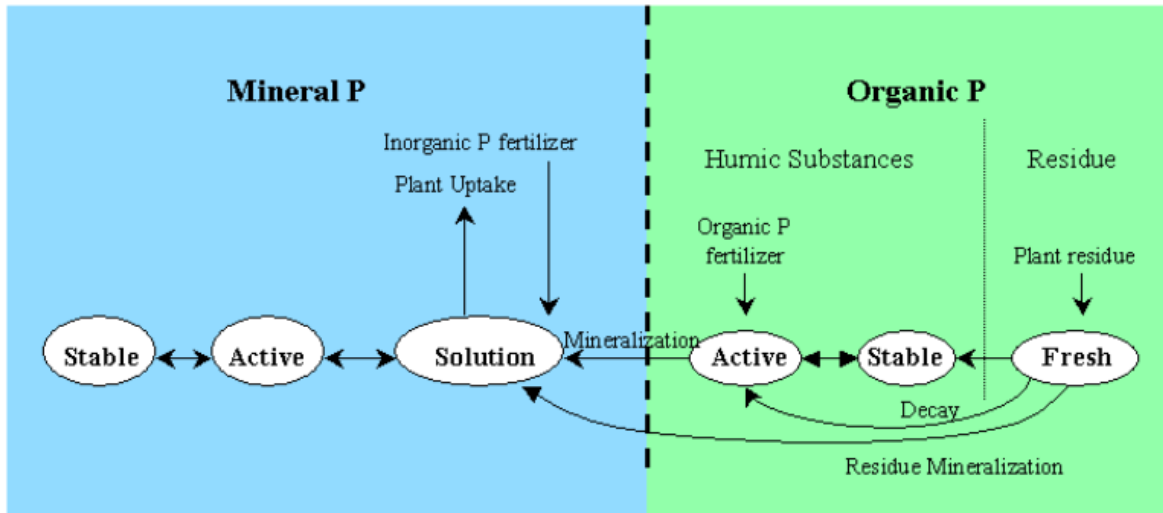 Mineral P
Organic P
Inorganic P fertilizer
Plant Uptake
Humic Substances
Residue
Organic P
fertilizer
Plant residue
Stable
Active
Solution
Mineralization
Active
Stable
Fresh
Decay
Residue Mineralization